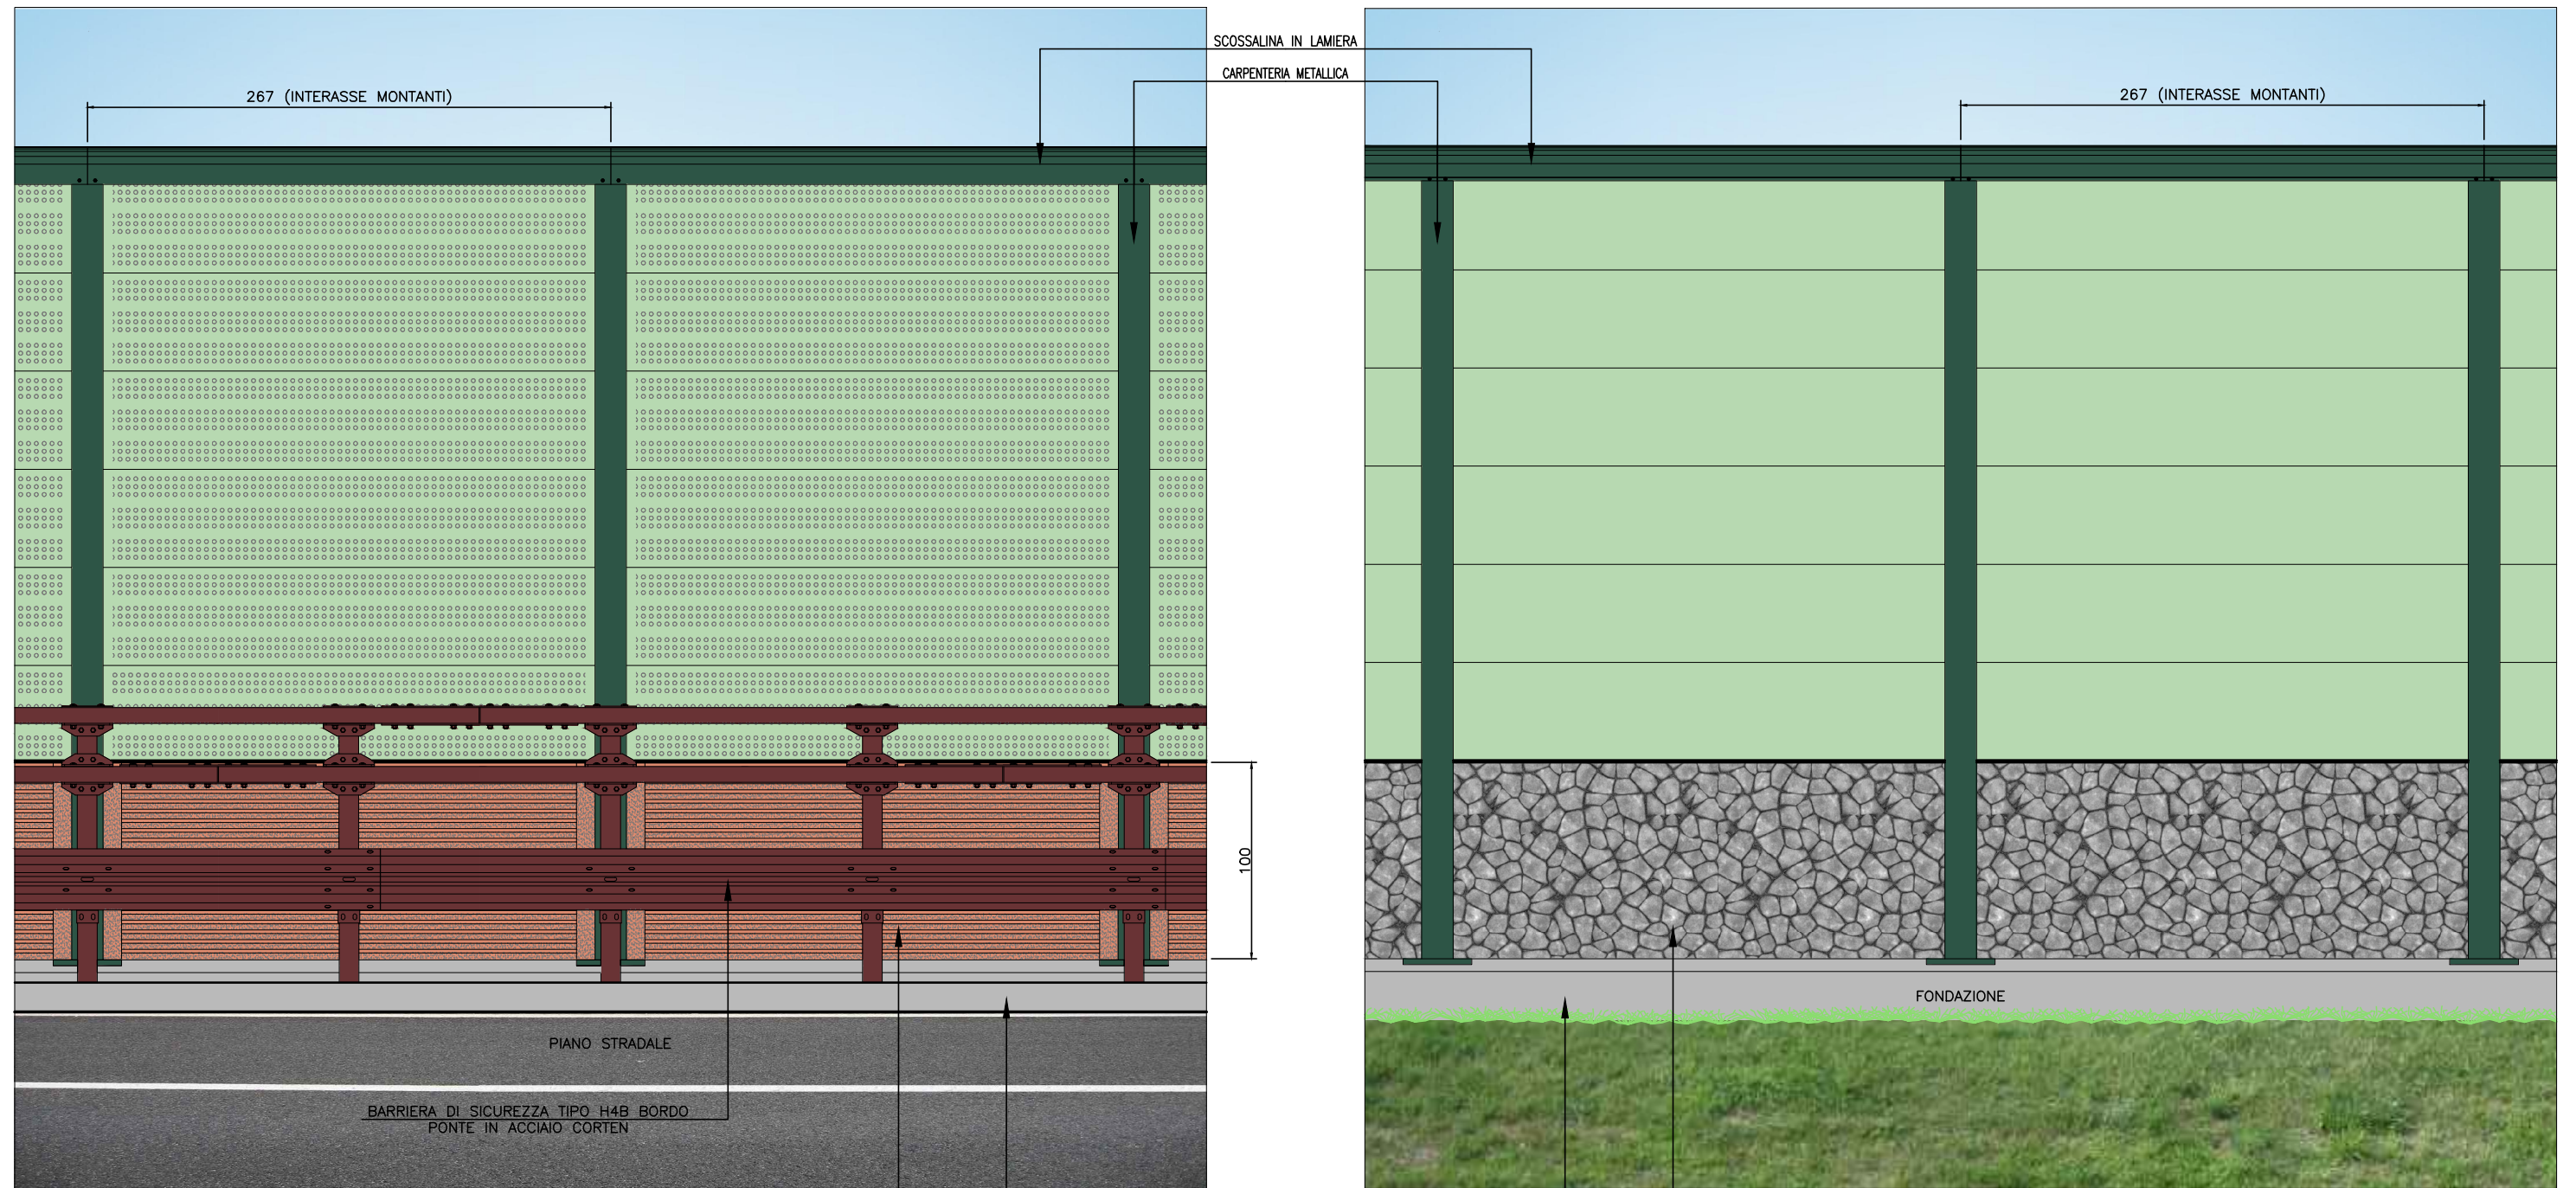 SCOSSALINA IN LAMIERA
CARPENTERIA METALLICA
267 (INTERASSE MONTANTI)
267 (INTERASSE MONTANTI)
100
FONDAZIONE
PIANO STRADALE
BARRIERA DI SICUREZZA TIPO H4B BORDO
PONTE IN ACCIAIO CORTEN